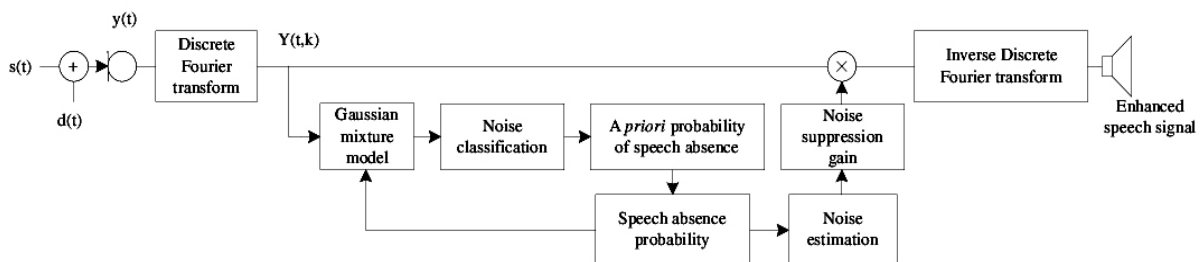 y(t)
s(t)
+
d(t)
Discrete
Fourier
transform
Y(t,k)
×
Inverse Discrete
Fourier transform
Enhanced
speech signal
Gaussian
mixture
model
Noise
classification
A priori probability
of speech absence
Noise
suppression
gain
Speech absence
probability
Noise
estimation